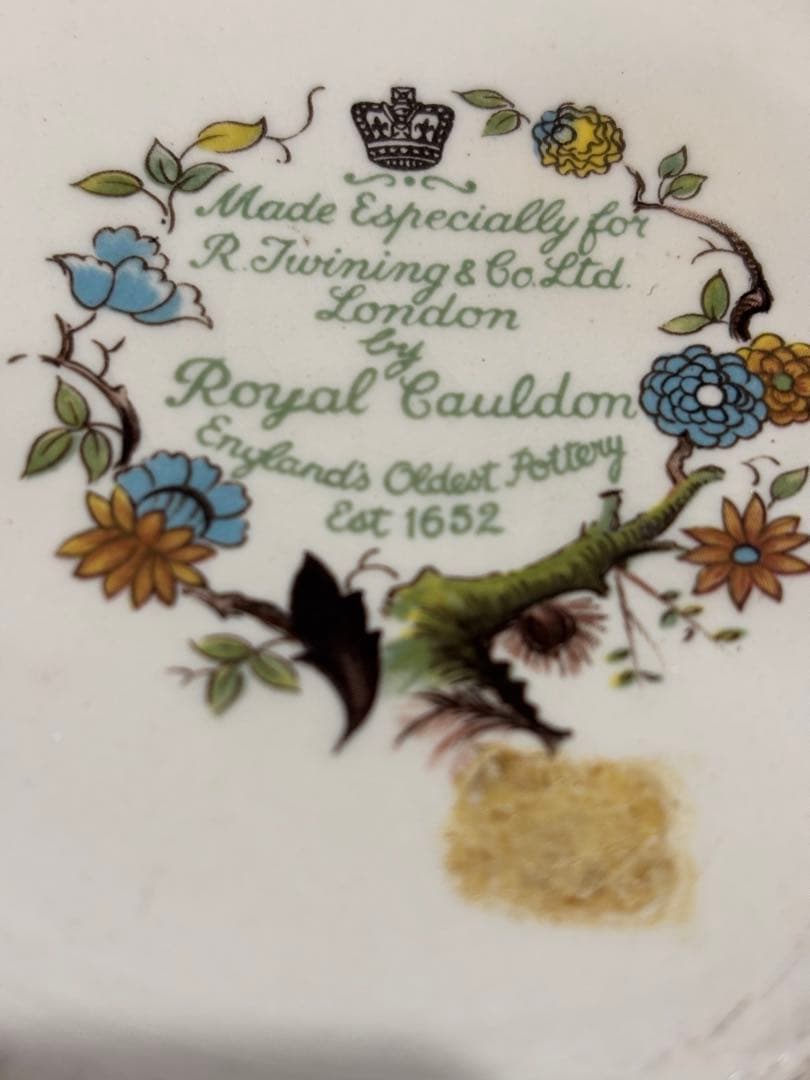 Made Especially for
R. Twining & Co. Ltd.
London
by
Royal Cauldon
England's Oldest Pottery
Est 1652